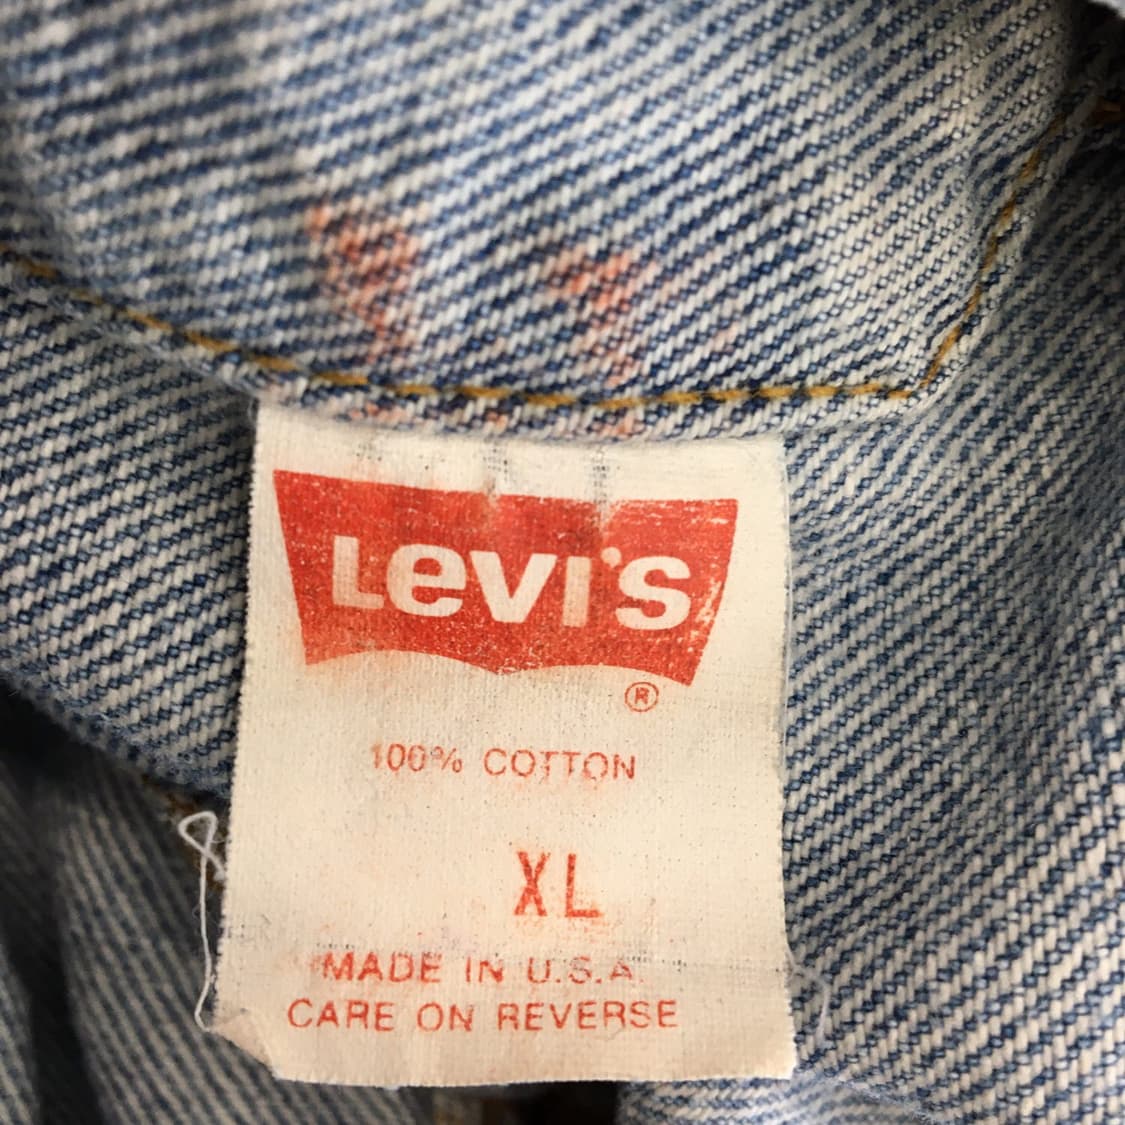 Levi's
®
100% COTTON
XL
MADE IN U.S.A.
CARE ON REVERSE